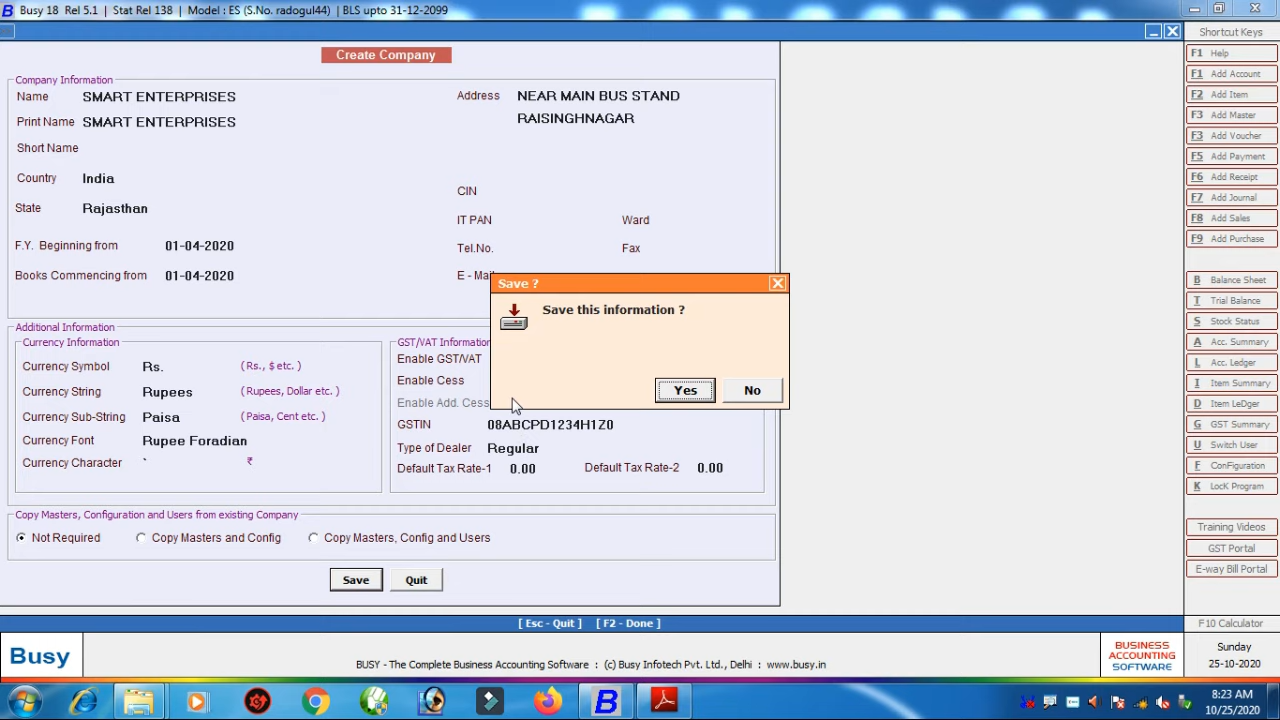 Busy 18 Rel 5.1 | Stat Rel 138 | Model : ES (S.No. radogul44) | BLS upto 31-12-2099
Create Company
Company Information
Name SMART ENTERPRISES
Print Name SMART ENTERPRISES
Short Name
Country India
State Rajasthan
F.Y. Beginning from 01-04-2020
Books Commencing from 01-04-2020
Address NEAR MAIN BUS STAND
RAISINGHNAGAR
CIN
IT PAN Ward
Tel.No. Fax
E - Mail
Save ?
Save this information ?
Yes No
Additional Information
Currency Information
Currency Symbol Rs. ( Rs., $ etc. )
Currency String Rupees ( Rupees, Dollar etc. )
Currency Sub-String Paisa ( Paisa, Cent etc. )
Currency Font Rupee Foradian
Currency Character ` ₹
GST/VAT Information
Enable GST/VAT
Enable Cess
Enable Add. Cess
GSTIN 08ABCPD1234H1Z0
Type of Dealer Regular
Default Tax Rate-1 0.00 Default Tax Rate-2 0.00
Copy Masters, Configuration and Users from existing Company
Not Required Copy Masters and Config Copy Masters, Config and Users
Save Quit
[ Esc - Quit ] [ F2 - Done ]
Shortcut Keys
F1 Help
F1 Add Account
F2 Add Item
F3 Add Master
F3 Add Voucher
F5 Add Payment
F6 Add Receipt
F7 Add Journal
F8 Add Sales
F9 Add Purchase
B Balance Sheet
T Trial Balance
S Stock Status
A Acc. Summary
L Acc. Ledger
I Item Summary
D Item LeDger
G GST Summary
U Switch User
F ConFiguration
K LocK Program
Training Videos
GST Portal
E-way Bill Portal
F10 Calculator
Busy
BUSY - The Complete Business Accounting Software : (c) Busy Infotech Pvt. Ltd., Delhi : www.busy.in
BUSINESS
ACCOUNTING
SOFTWARE
Sunday
25-10-2020
8:23 AM
10/25/2020